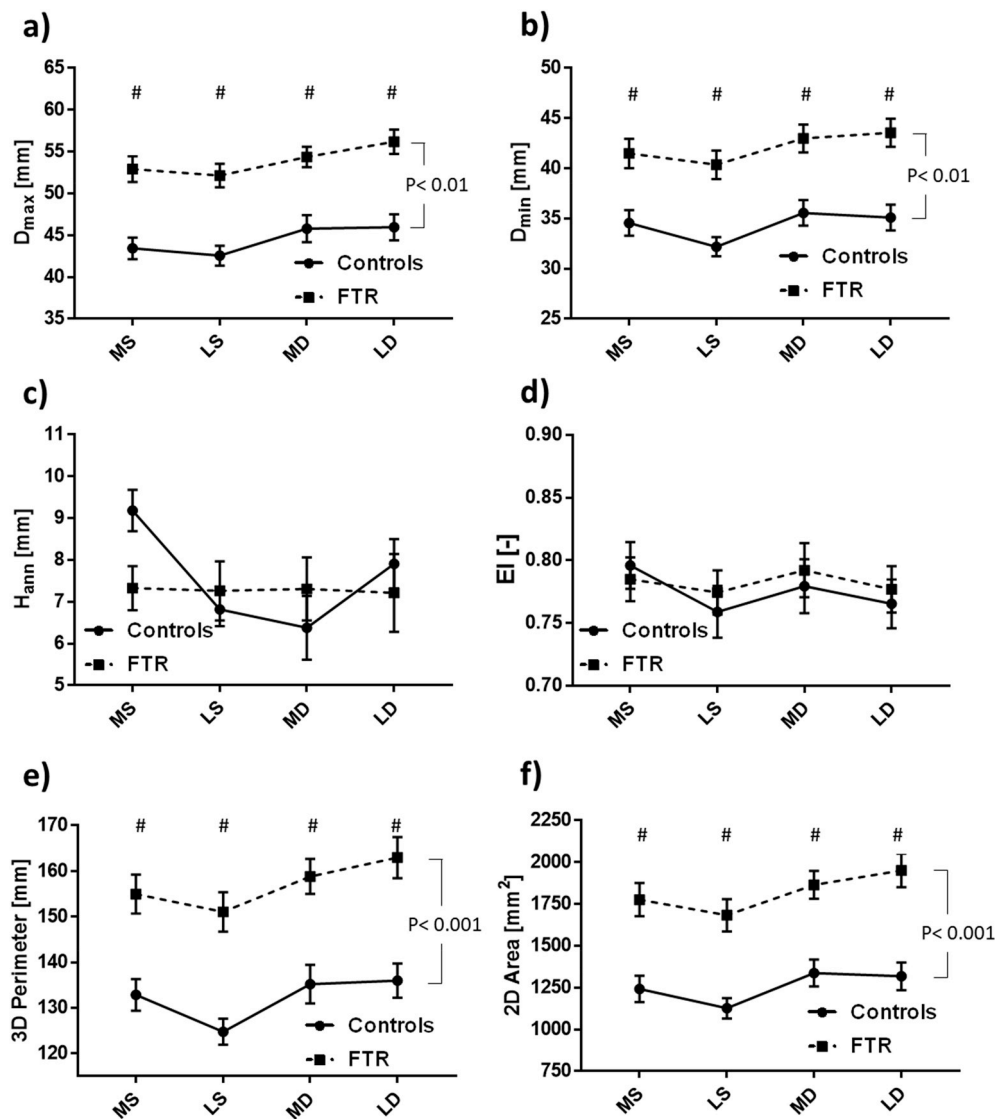 a)
65
60
55
50
45
40
35
Dmax [mm]
# # # #
P< 0.01
Controls
FTR
MS LS MD LD
b)
50
45
40
35
30
25
Dmin [mm]
# # # #
P< 0.01
Controls
FTR
MS LS MD LD
c)
11
10
9
8
7
6
5
Hann [mm]
Controls
FTR
MS LS MD LD
d)
0.90
0.85
0.80
0.75
0.70
EI [-]
Controls
FTR
MS LS MD LD
e)
170
160
150
140
130
120
3D Perimeter [mm]
# # # #
P< 0.001
Controls
FTR
MS LS MD LD
f)
2250
2000
1750
1500
1250
1000
750
2D Area [mm²]
# # # #
P< 0.001
Controls
FTR
MS LS MD LD